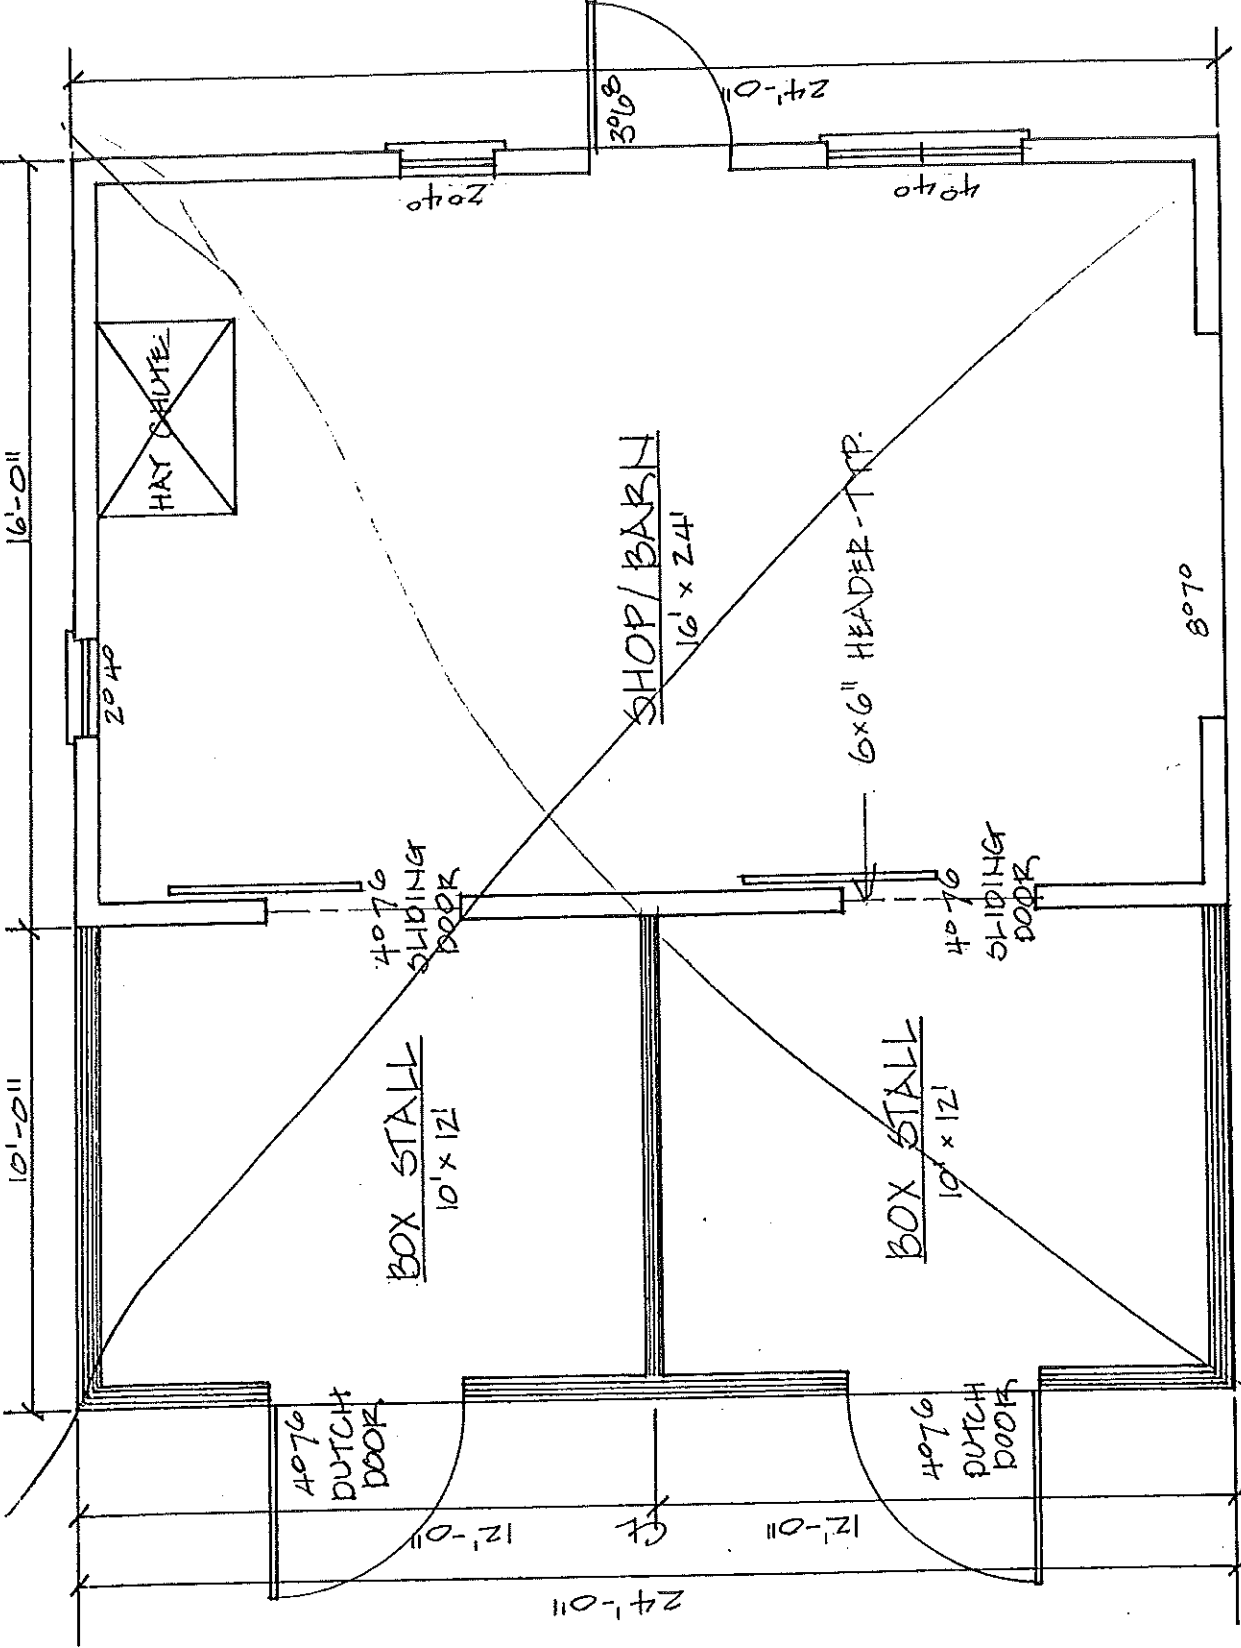 24'-0"
3⁰6⁸
2⁰4⁰
4⁰4⁰
16'-0"
HAY CHUTE
2⁰4⁰
SHOP/BARN
16' x 24'
6x6" HEADER-TYP.
8⁰7⁰
4⁰7⁶
SLIDING
DOOR
4⁰7⁶
SLIDING
DOOR
10'-0"
BOX STALL
10' x 12'
BOX STALL
10' x 12'
4⁰7⁶
DUTCH
DOOR
4⁰7⁶
DUTCH
DOOR
12'-0"
CL
12'-0"
24'-0"